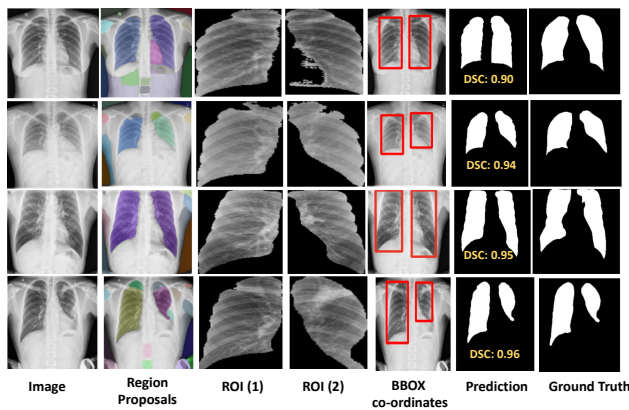 DSC: 0.90
DSC: 0.94
DSC: 0.95
DSC: 0.96
Image
Region
Proposals
ROI (1)
ROI (2)
BBOX
co-ordinates
Prediction
Ground Truth